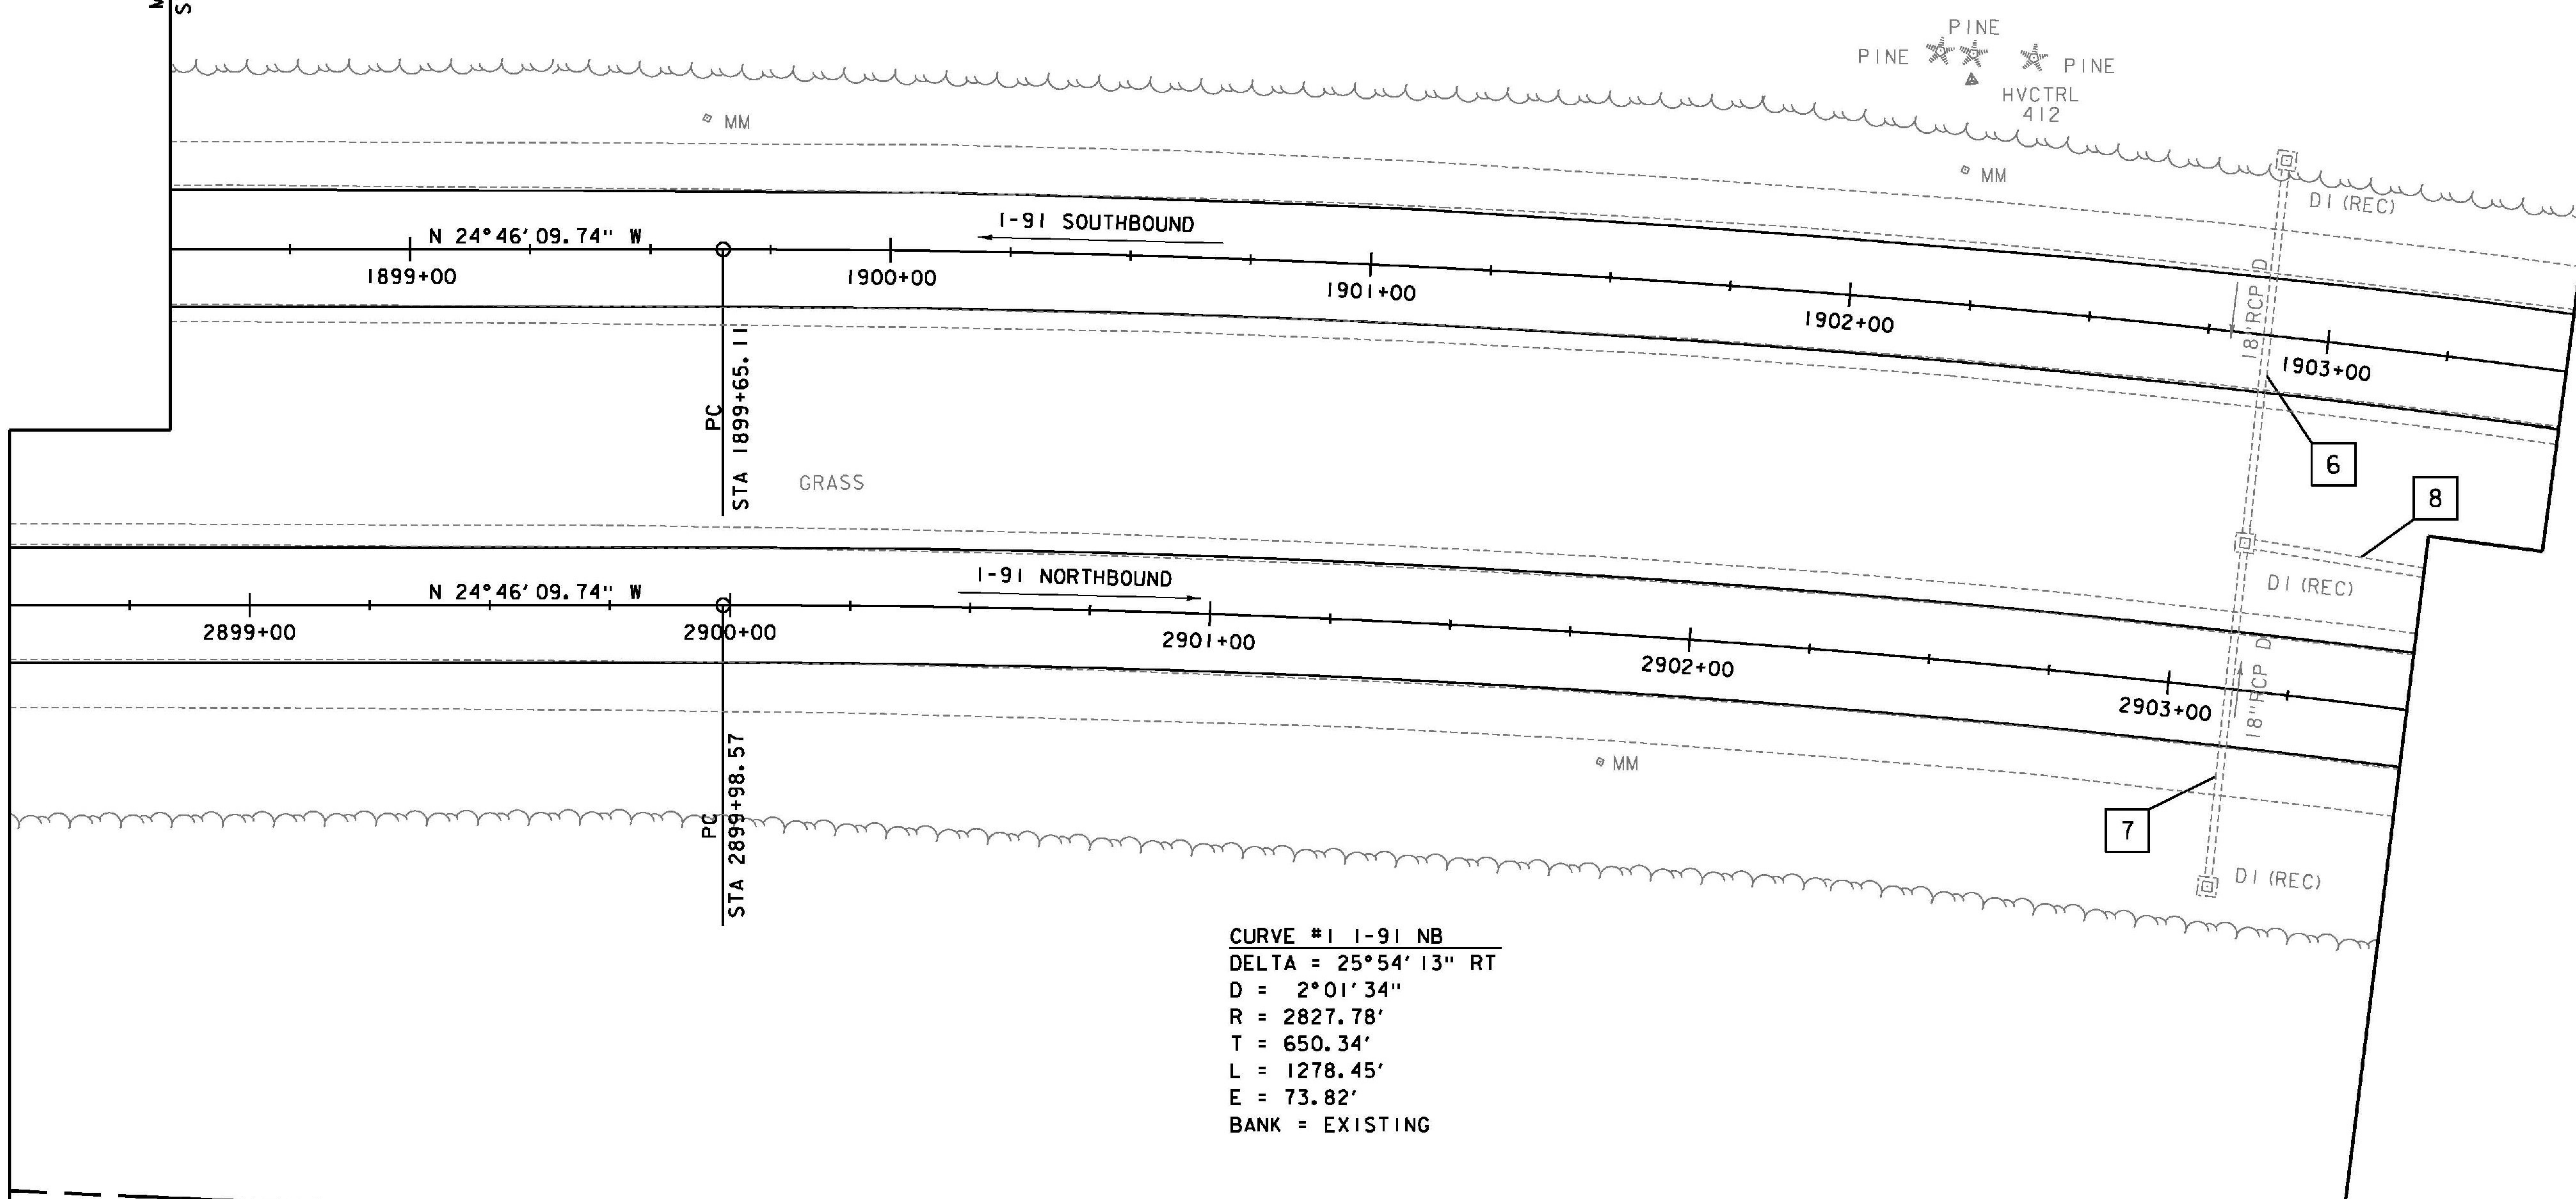 PINE
PINE
PINE
HVCTRL
412
MM
MM
DI (REC)
I-91 SOUTHBOUND
N 24°46'09.74" W
1899+00
1900+00
1901+00
1902+00
1903+00
18"RCP D
PC
STA 1899+65.11
GRASS
6
8
DI (REC)
I-91 NORTHBOUND
N 24°46'09.74" W
2899+00
2900+00
2901+00
2902+00
2903+00
18"RCP D
MM
7
PC
STA 2899+98.57
DI (REC)
CURVE #1 I-91 NB
DELTA = 25°54'13" RT
D = 2°01'34"
R = 2827.78'
T = 650.34'
L = 1278.45'
E = 73.82'
BANK = EXISTING